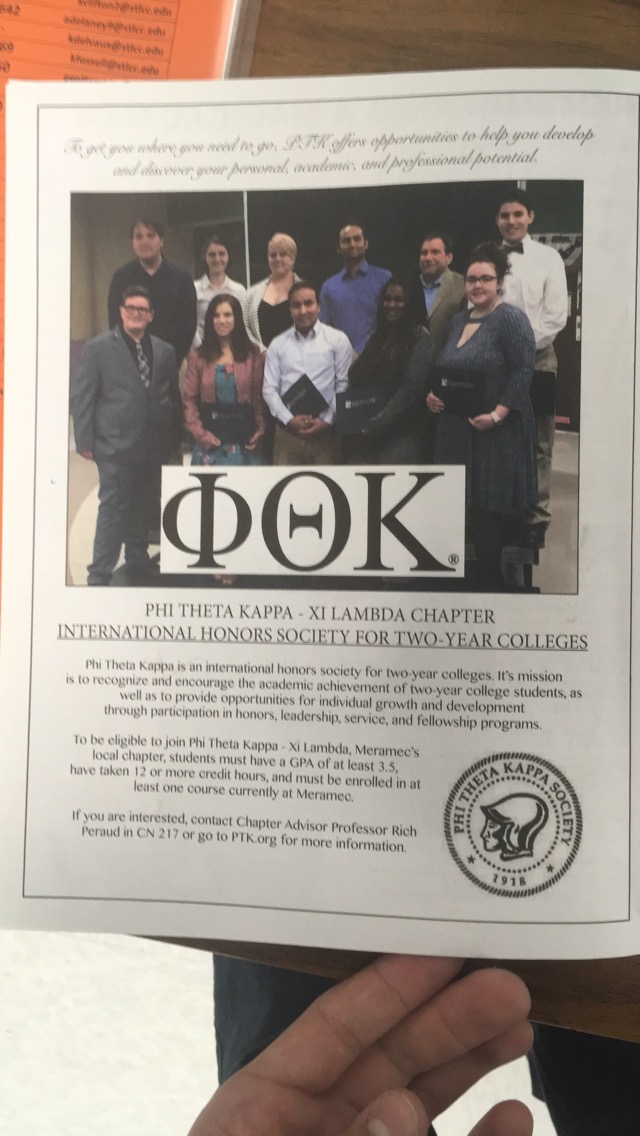 642
kclifton2@stlcc.edu
adelaney8@stlcc.edu
kdelvaux@stlcc.edu
kfossell@stlcc.edu
To get you where you need to go, PTK offers opportunities to help you develop
and discover your personal, academic, and professional potential.
ΦΘΚ®
PHI THETA KAPPA - XI LAMBDA CHAPTER
INTERNATIONAL HONORS SOCIETY FOR TWO-YEAR COLLEGES
Phi Theta Kappa is an international honors society for two-year colleges. It's mission
is to recognize and encourage the academic achievement of two-year college students, as
well as to provide opportunities for individual growth and development
through participation in honors, leadership, service, and fellowship programs.
To be eligible to join Phi Theta Kappa - Xi Lambda, Meramec's
local chapter, students must have a GPA of at least 3.5,
have taken 12 or more credit hours, and must be enrolled in at
least one course currently at Meramec.
If you are interested, contact Chapter Advisor Professor Rich
Peraud in CN 217 or go to PTK.org for more information.
PHI THETA KAPPA SOCIETY
1918